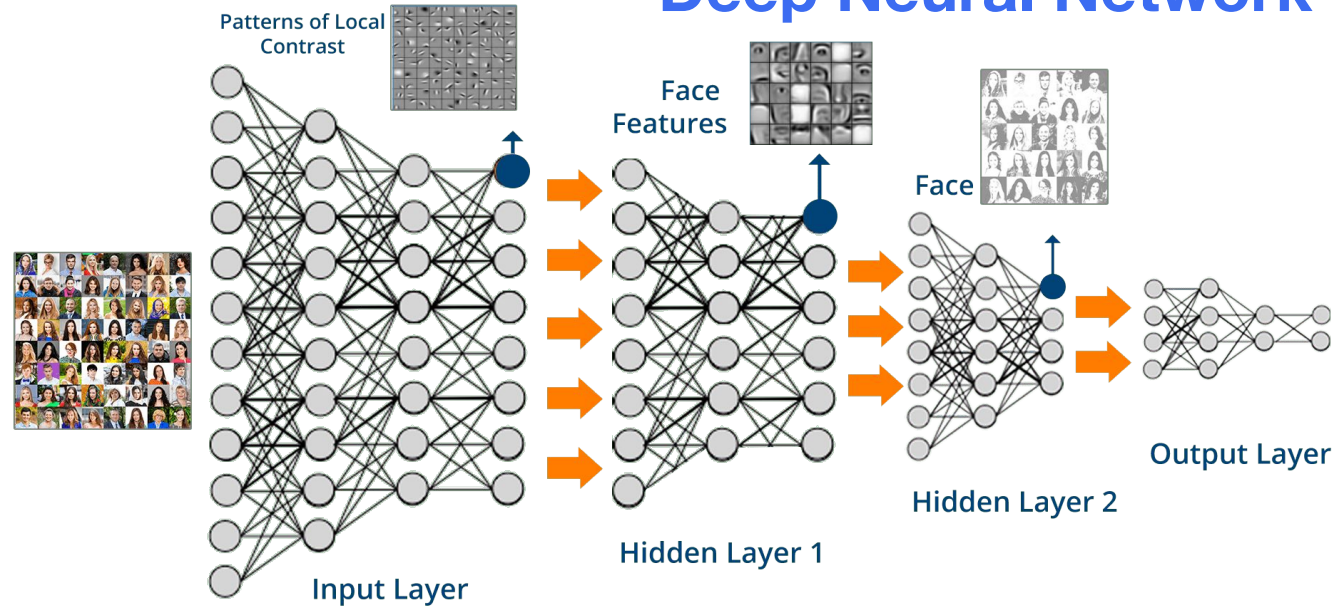 Deep Neural Network
Patterns of Local
Contrast
Face
Features
Face
Input Layer
Hidden Layer 1
Hidden Layer 2
Output Layer